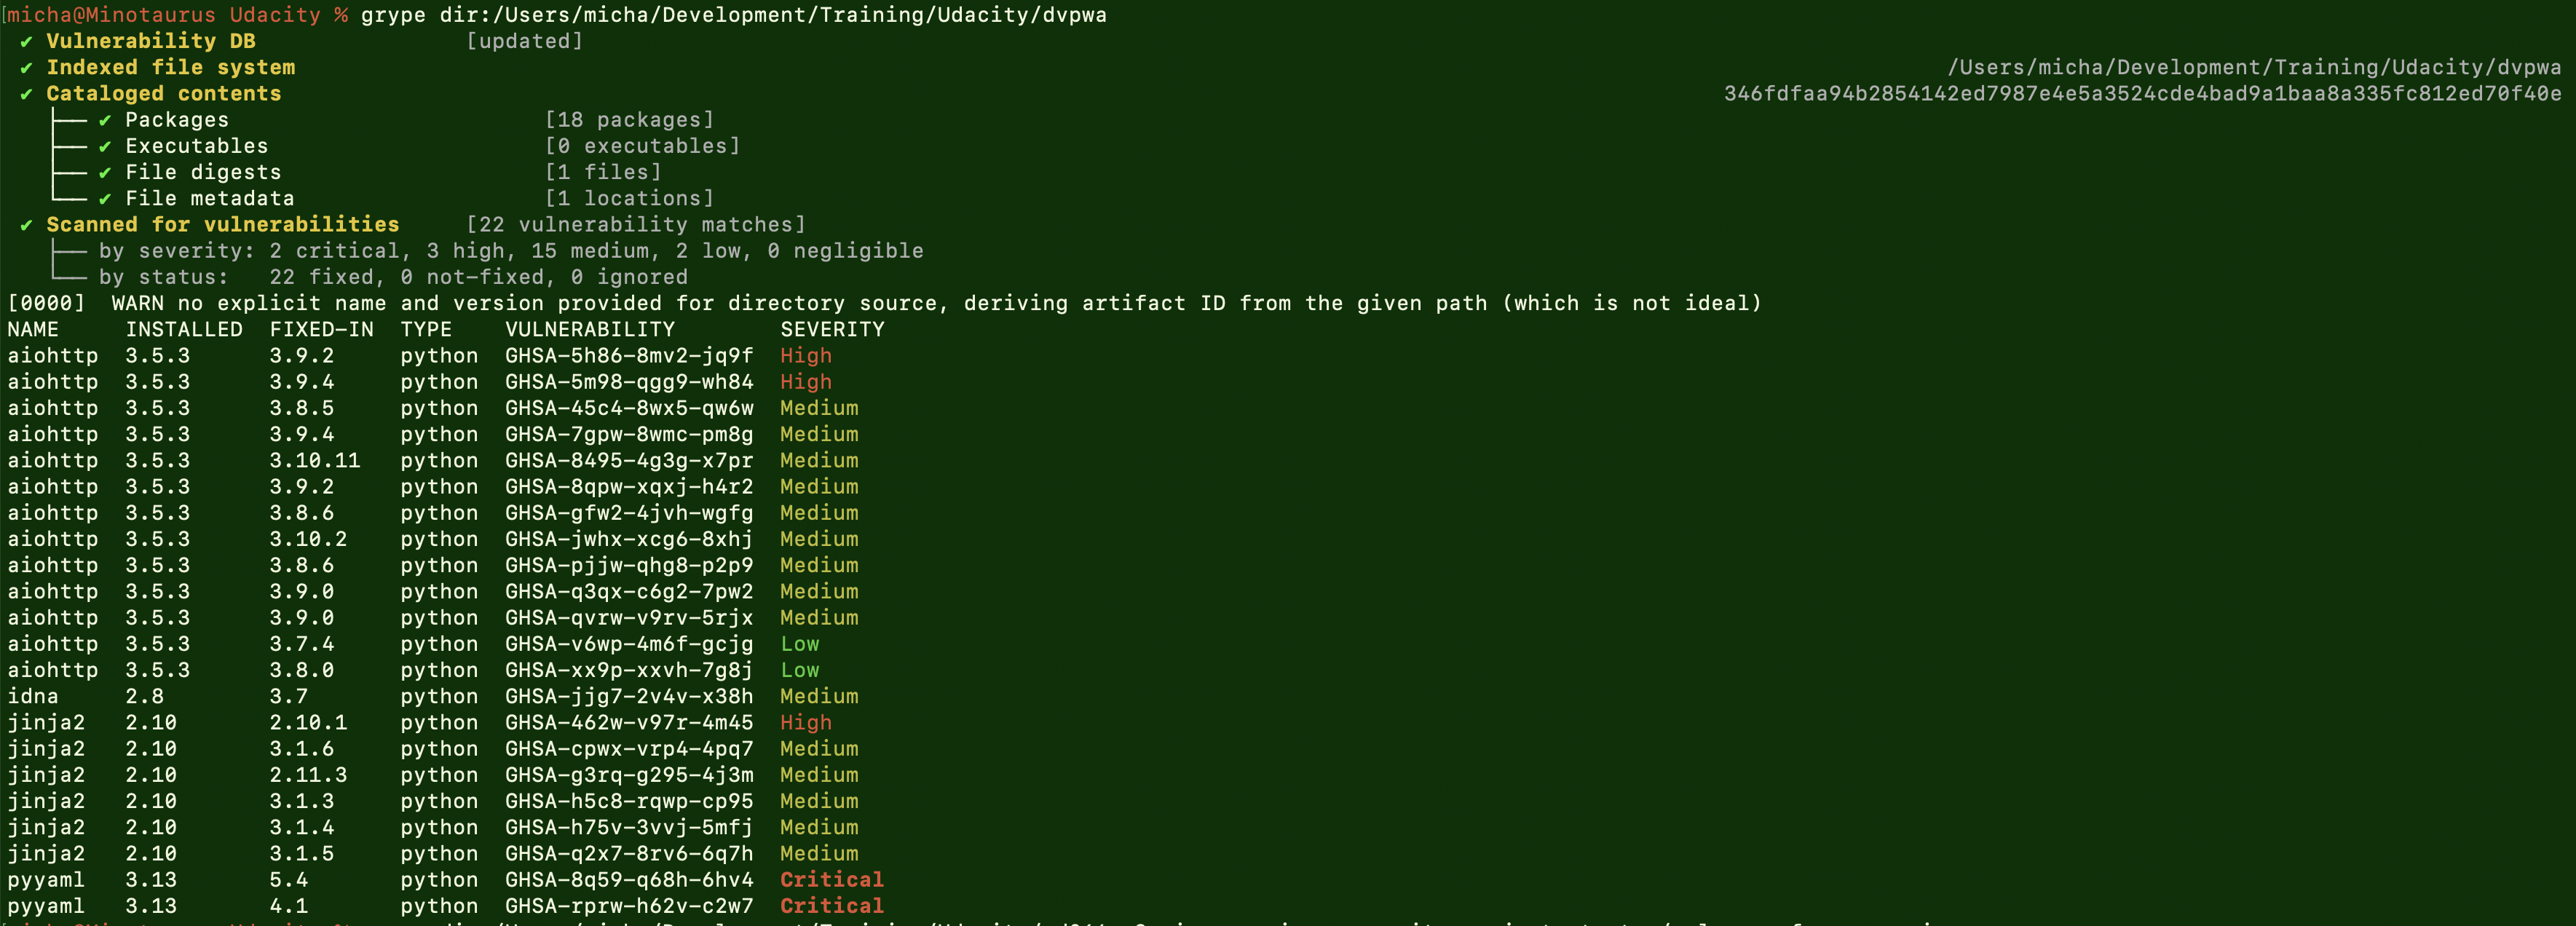 [micha@Minotaurus Udacity % grype dir:/Users/micha/Development/Training/Udacity/dvpwa
✔ Vulnerability DB [updated]
✔ Indexed file system /Users/micha/Development/Training/Udacity/dvpwa
✔ Cataloged contents 346fdfaa94b2854142ed7987e4e5a3524cde4bad9a1baa8a335fc812ed70f40e
├── ✔ Packages [18 packages]
├── ✔ Executables [0 executables]
├── ✔ File digests [1 files]
└── ✔ File metadata [1 locations]
✔ Scanned for vulnerabilities [22 vulnerability matches]
├── by severity: 2 critical, 3 high, 15 medium, 2 low, 0 negligible
└── by status: 22 fixed, 0 not-fixed, 0 ignored
[0000] WARN no explicit name and version provided for directory source, deriving artifact ID from the given path (which is not ideal)
NAME INSTALLED FIXED-IN TYPE VULNERABILITY SEVERITY
aiohttp 3.5.3 3.9.2 python GHSA-5h86-8mv2-jq9f High
aiohttp 3.5.3 3.9.4 python GHSA-5m98-qgg9-wh84 High
aiohttp 3.5.3 3.8.5 python GHSA-45c4-8wx5-qw6w Medium
aiohttp 3.5.3 3.9.4 python GHSA-7gpw-8wmc-pm8g Medium
aiohttp 3.5.3 3.10.11 python GHSA-8495-4g3g-x7pr Medium
aiohttp 3.5.3 3.9.2 python GHSA-8qpw-xqxj-h4r2 Medium
aiohttp 3.5.3 3.8.6 python GHSA-gfw2-4jvh-wgfg Medium
aiohttp 3.5.3 3.10.2 python GHSA-jwhx-xcg6-8xhj Medium
aiohttp 3.5.3 3.8.6 python GHSA-pjjw-qhg8-p2p9 Medium
aiohttp 3.5.3 3.9.0 python GHSA-q3qx-c6g2-7pw2 Medium
aiohttp 3.5.3 3.9.0 python GHSA-qvrw-v9rv-5rjx Medium
aiohttp 3.5.3 3.7.4 python GHSA-v6wp-4m6f-gcjg Low
aiohttp 3.5.3 3.8.0 python GHSA-xx9p-xxvh-7g8j Low
idna 2.8 3.7 python GHSA-jjg7-2v4v-x38h Medium
jinja2 2.10 2.10.1 python GHSA-462w-v97r-4m45 High
jinja2 2.10 3.1.6 python GHSA-cpwx-vrp4-4pq7 Medium
jinja2 2.10 2.11.3 python GHSA-g3rq-g295-4j3m Medium
jinja2 2.10 3.1.3 python GHSA-h5c8-rqwp-cp95 Medium
jinja2 2.10 3.1.4 python GHSA-h75v-3vvj-5mfj Medium
jinja2 2.10 3.1.5 python GHSA-q2x7-8rv6-6q7h Medium
pyyaml 3.13 5.4 python GHSA-8q59-q68h-6hv4 Critical
pyyaml 3.13 4.1 python GHSA-rprw-h62v-c2w7 Critical